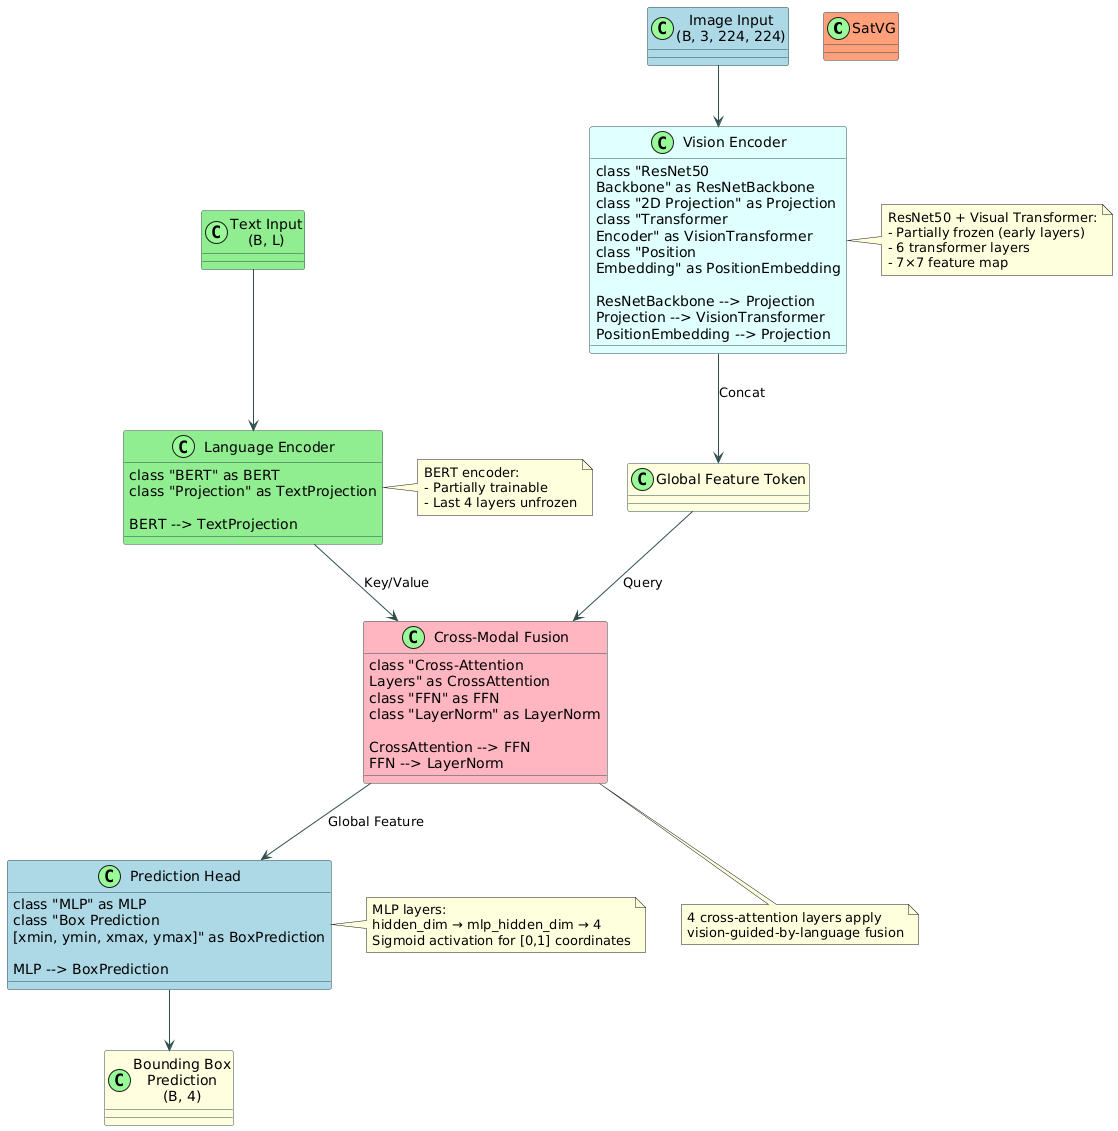 Image Input
(B, 3, 224, 224)
C
C
SatVG
C
Vision Encoder
class "ResNet50
Backbone" as ResNetBackbone
class "2D Projection" as Projection
class "Transformer
Encoder" as VisionTransformer
class "Position
Embedding" as PositionEmbedding
ResNetBackbone --> Projection
Projection --> VisionTransformer
PositionEmbedding --> Projection
ResNet50 + Visual Transformer:
- Partially frozen (early layers)
- 6 transformer layers
- 7×7 feature map
C
Text Input
(B, L)
Concat
C
Language Encoder
class "BERT" as BERT
class "Projection" as TextProjection
BERT --> TextProjection
BERT encoder:
- Partially trainable
- Last 4 layers unfrozen
C
Global Feature Token
Key/Value
Query
C
Cross-Modal Fusion
class "Cross-Attention
Layers" as CrossAttention
class "FFN" as FFN
class "LayerNorm" as LayerNorm
CrossAttention --> FFN
FFN --> LayerNorm
Global Feature
C
Prediction Head
class "MLP" as MLP
class "Box Prediction
[xmin, ymin, xmax, ymax]" as BoxPrediction
MLP --> BoxPrediction
MLP layers:
hidden_dim → mlp_hidden_dim → 4
Sigmoid activation for [0,1] coordinates
4 cross-attention layers apply
vision-guided-by-language fusion
C
Bounding Box
Prediction
(B, 4)